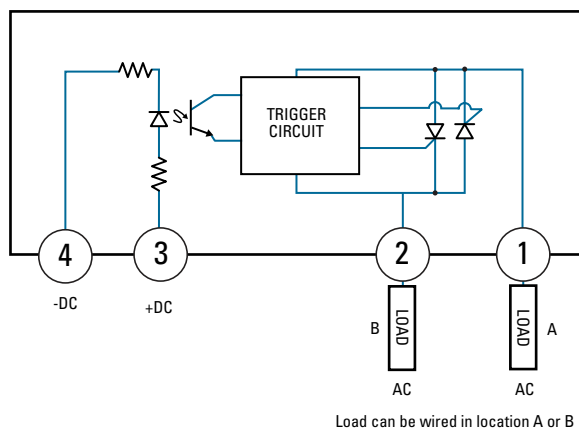 TRIGGER
CIRCUIT
4
3
2
1
-DC
+DC
B
LOAD
LOAD
A
AC
AC
Load can be wired in location A or B